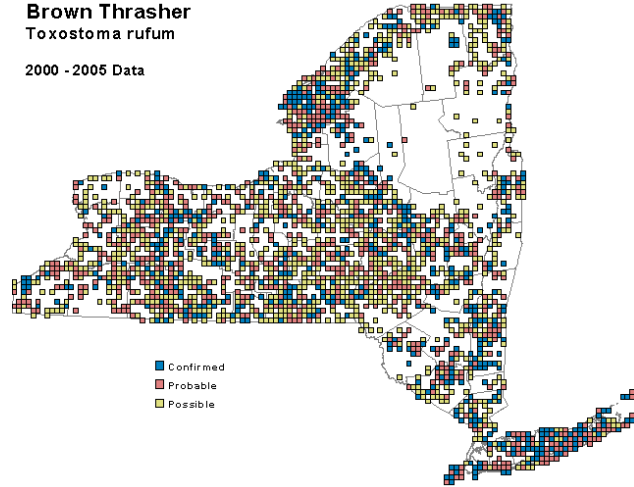 Brown Thrasher
Toxostoma rufum
2000 - 2005 Data
Confirmed
Probable
Possible